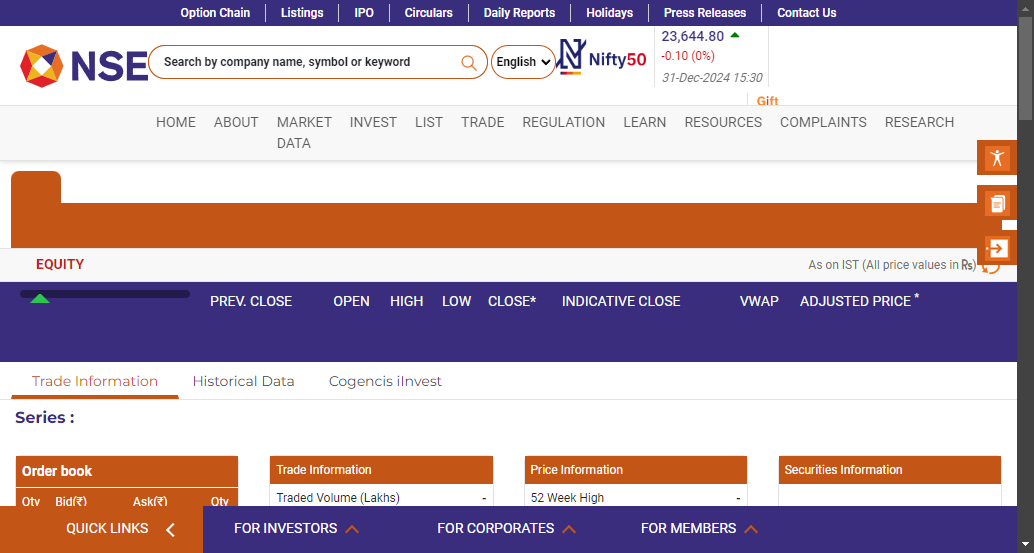 Option Chain Listings IPO Circulars Daily Reports Holidays Press Releases Contact Us
NSE
Search by company name, symbol or keyword
English
Nifty50
23,644.80
-0.10 (0%)
31-Dec-2024 15:30
Gift
HOME ABOUT MARKET DATA INVEST LIST TRADE REGULATION LEARN RESOURCES COMPLAINTS RESEARCH
EQUITY
As on IST (All price values in ₨)
PREV. CLOSE OPEN HIGH LOW CLOSE* INDICATIVE CLOSE VWAP ADJUSTED PRICE *
Trade Information Historical Data Cogencis iInvest
Series :
Order book
Qty Bid(₹) Ask(₹) Qty
Trade Information
Traded Volume (Lakhs) -
Price Information
52 Week High -
Securities Information
QUICK LINKS FOR INVESTORS FOR CORPORATES FOR MEMBERS